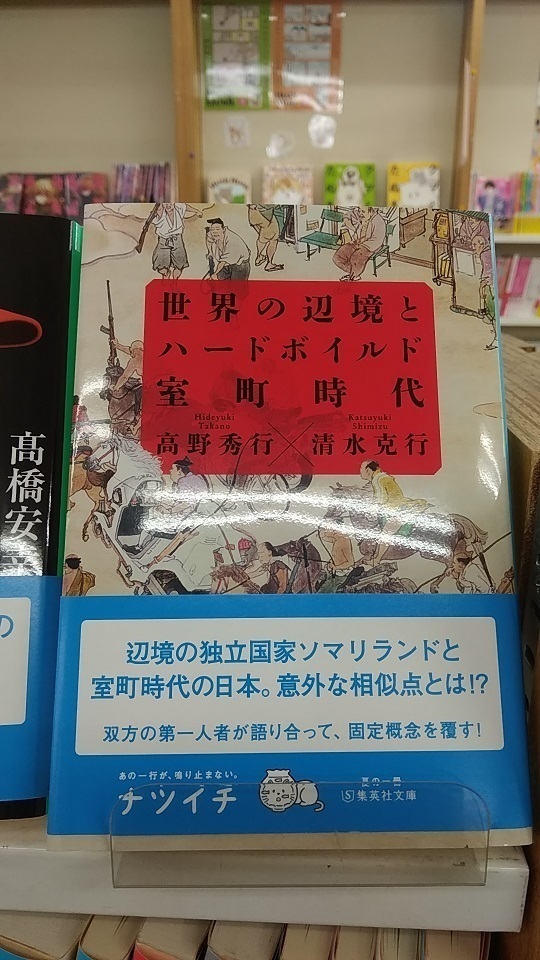 世界の辺境と
ハードボイルド
室町時代
Hideyuki
Takano
Katsuyuki
Shimizu
高野秀行×清水克行
辺境の独立国家ソマリランドと
室町時代の日本。意外な相似点とは!?
双方の第一人者が語り合って、固定概念を覆す!
あの一行が、鳴り止まない。
ナツイチ
夏の一冊
集英社文庫
髙橋安
の